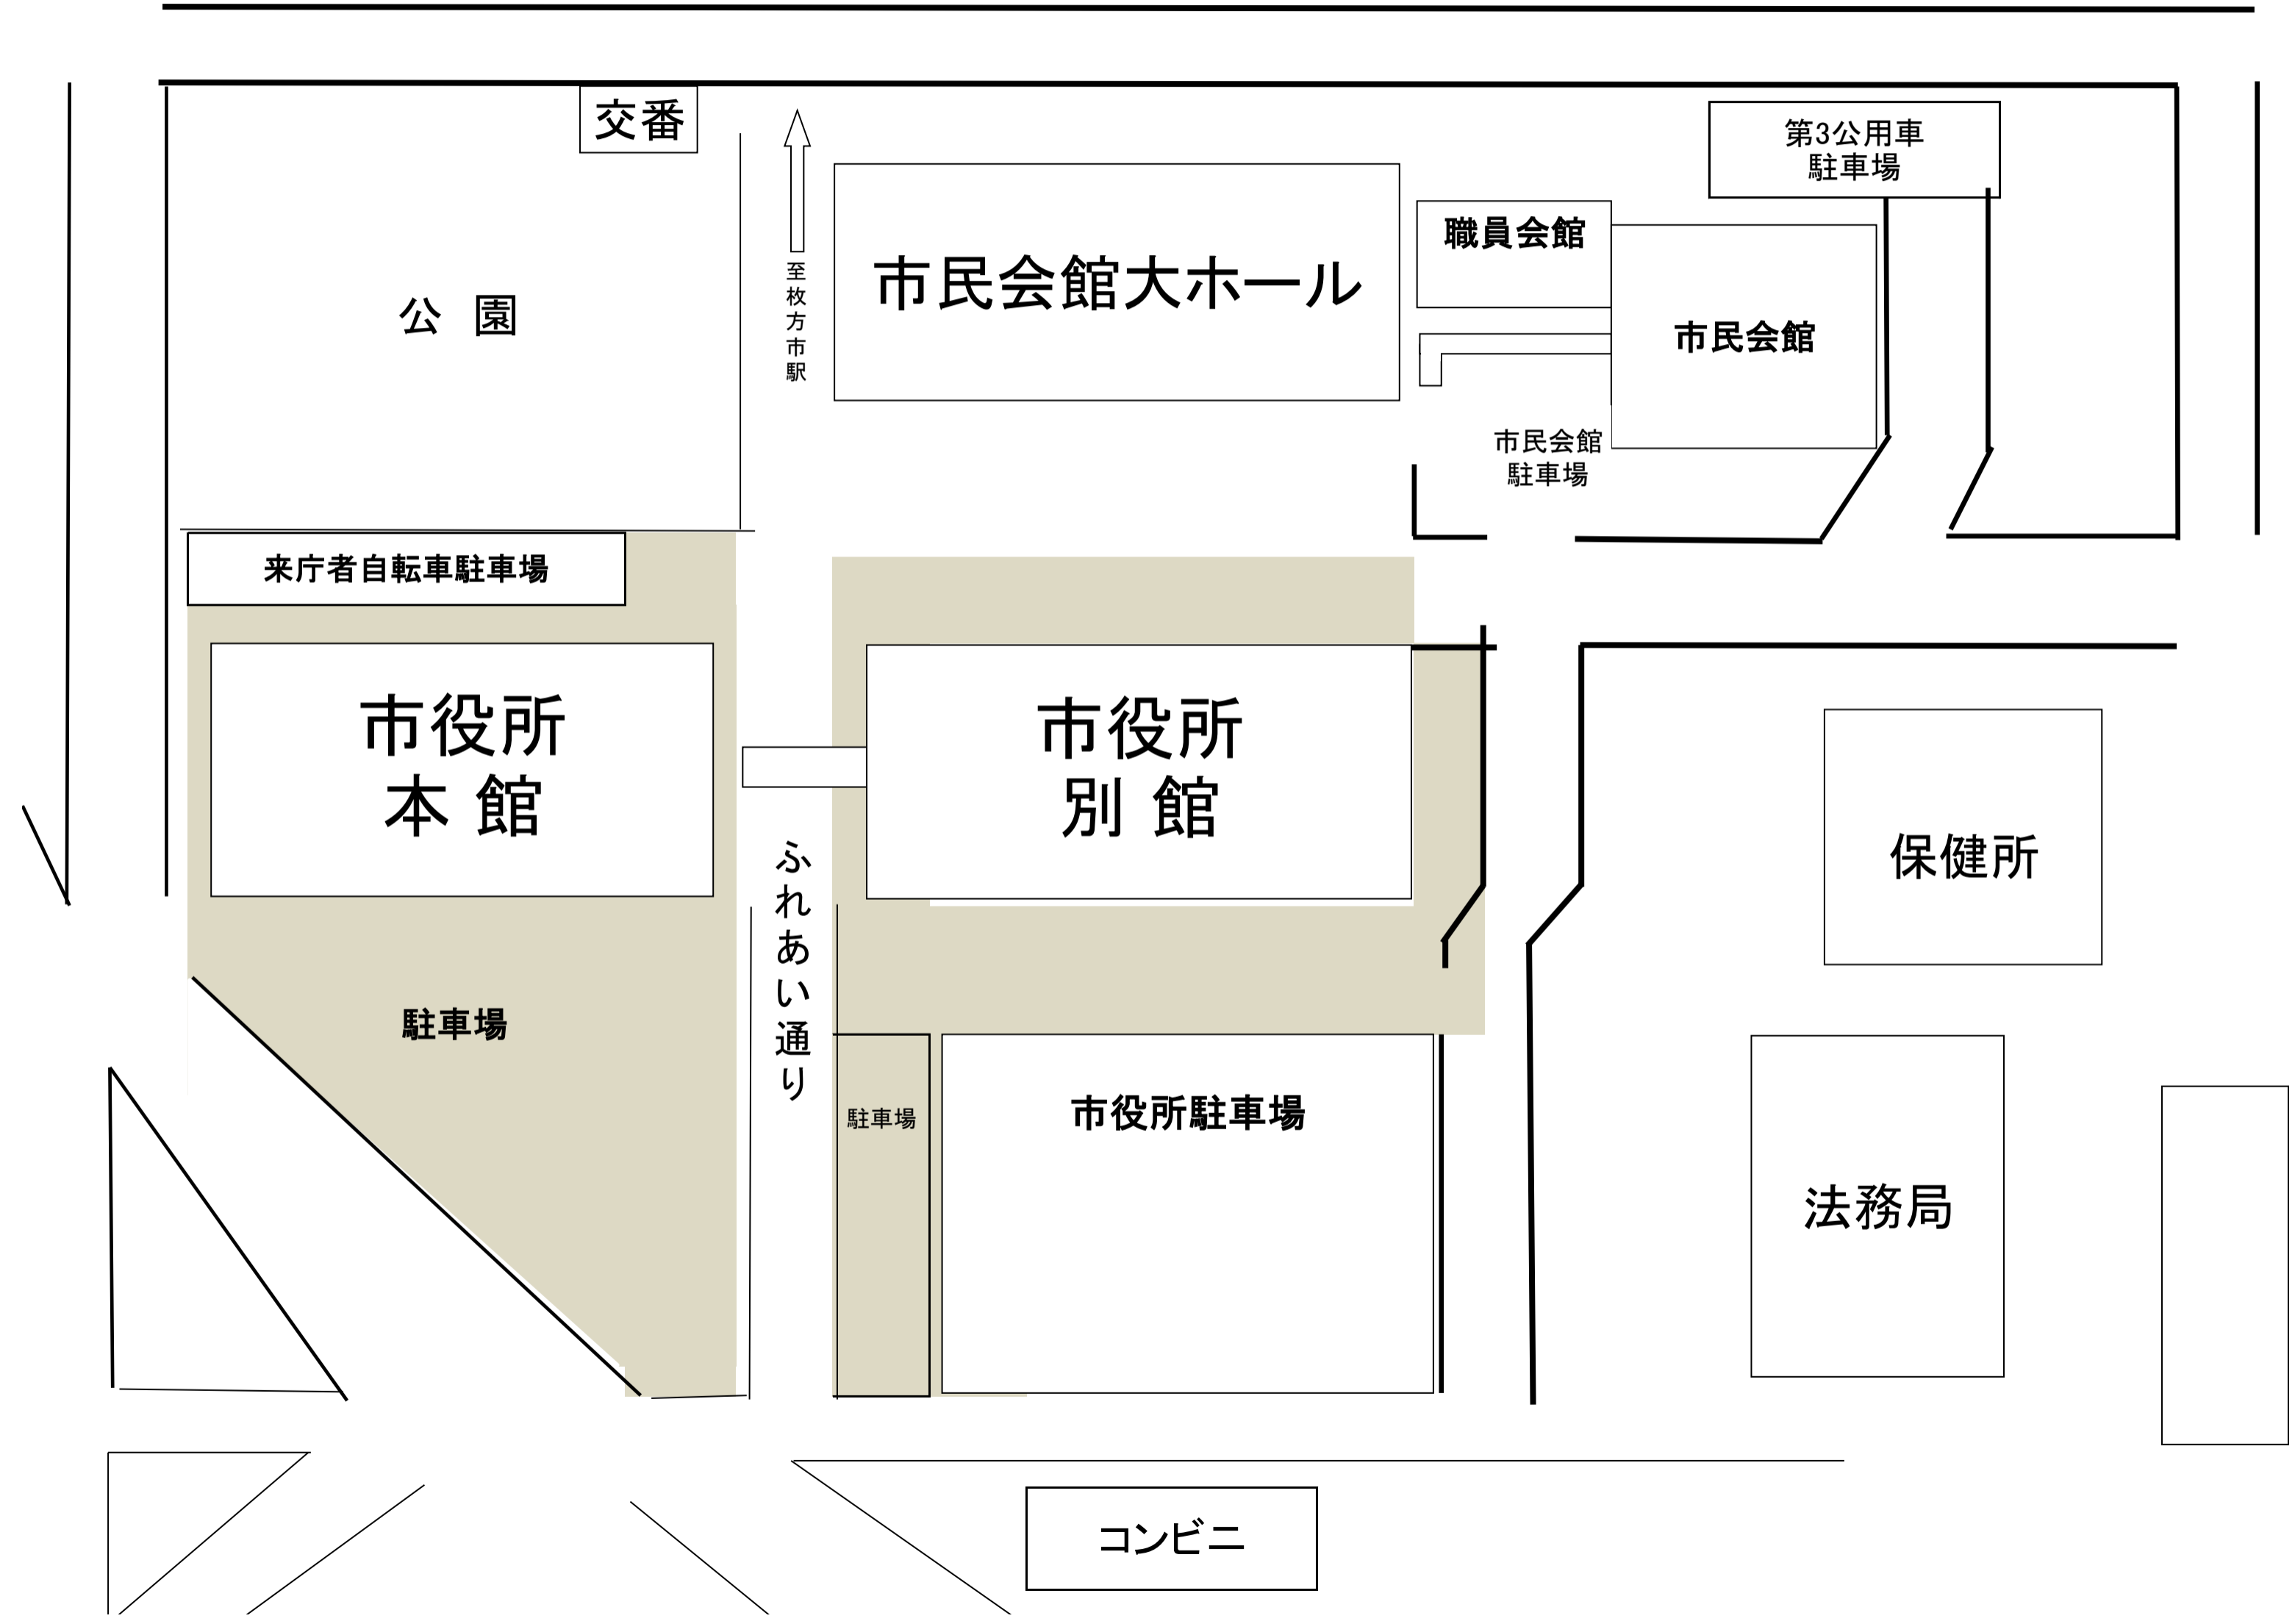 交番
第3公用車
駐車場
職員会館
市民会館大ホール
至枚方市駅
公 園
市民会館
市民会館
駐車場
来庁者自転車駐車場
市役所
本 館
市役所
別 館
保健所
ふれあい通り
駐車場
駐車場
市役所駐車場
法務局
コンビニ